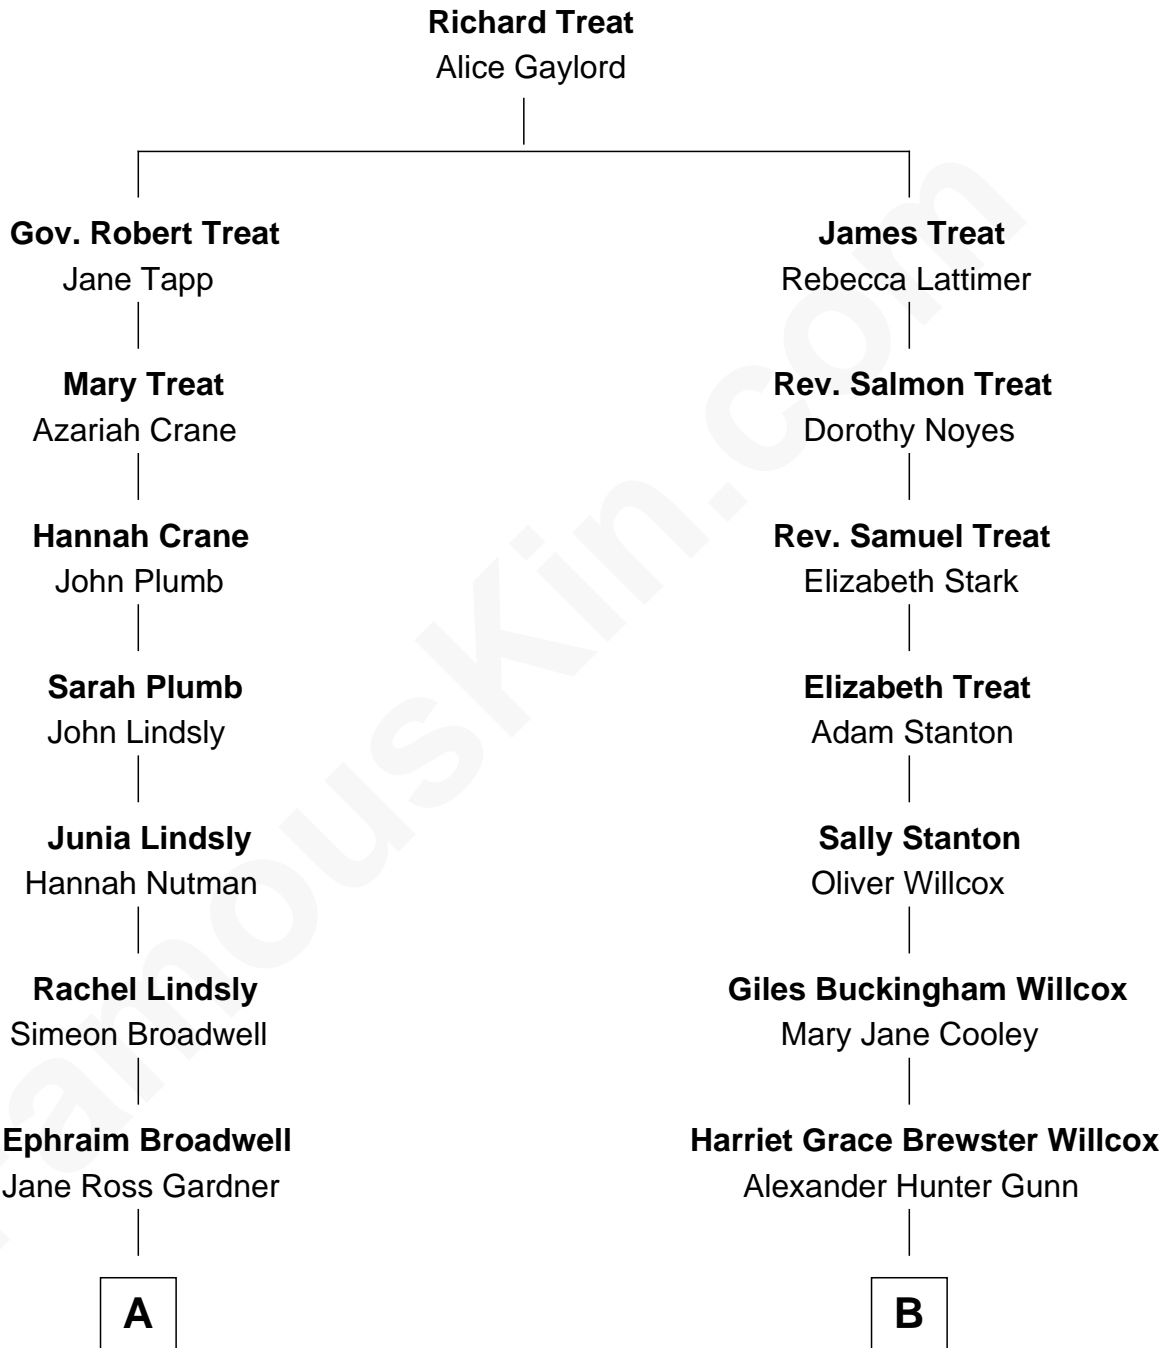 Richard Treat
Alice Gaylord
Gov. Robert Treat
Jane Tapp
James Treat
Rebecca Lattimer
Mary Treat
Azariah Crane
Rev. Salmon Treat
Dorothy Noyes
Hannah Crane
John Plumb
Rev. Samuel Treat
Elizabeth Stark
Sarah Plumb
John Lindsly
Elizabeth Treat
Adam Stanton
Junia Lindsly
Hannah Nutman
Sally Stanton
Oliver Willcox
Rachel Lindsly
Simeon Broadwell
Giles Buckingham Willcox
Mary Jane Cooley
Ephraim Broadwell
Jane Ross Gardner
Harriet Grace Brewster Willcox
Alexander Hunter Gunn
A
B
FamousKin.com